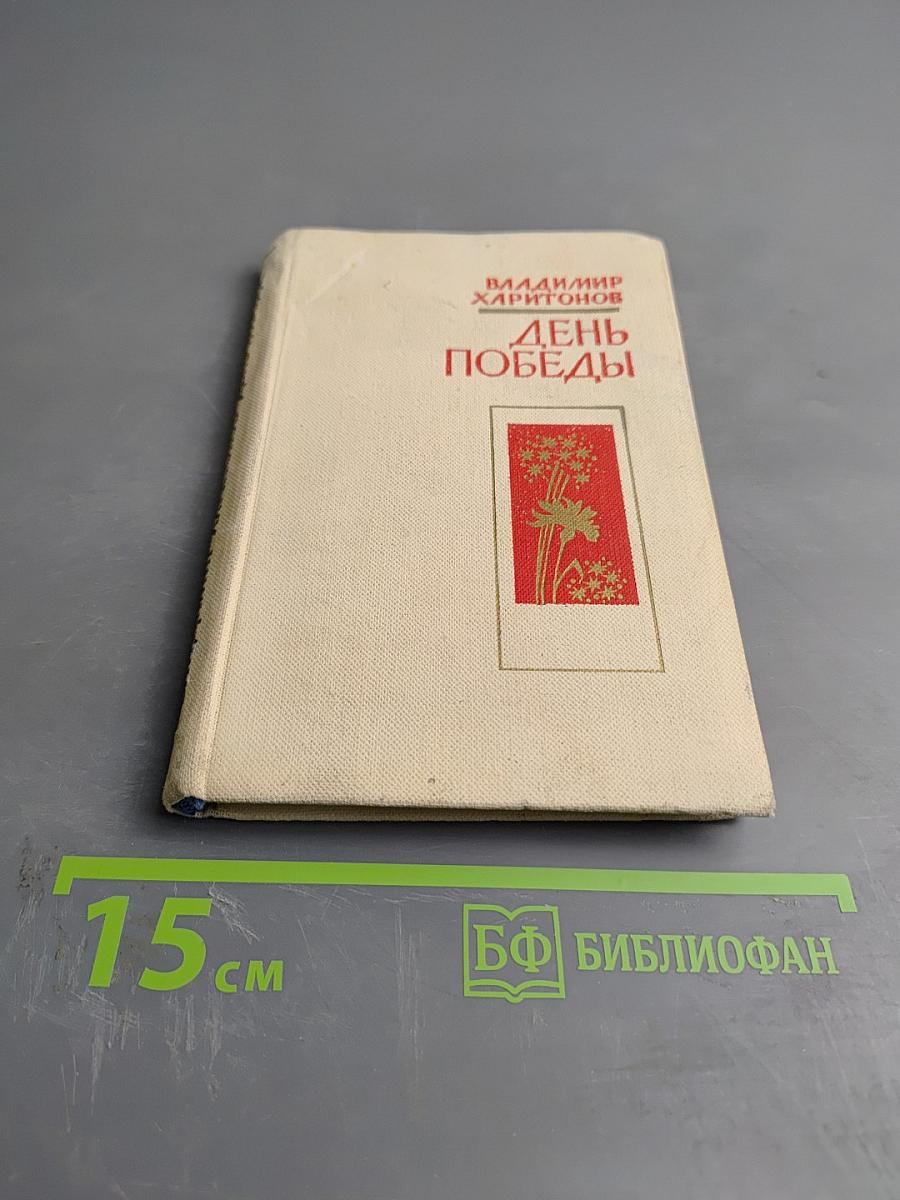 ВЛАДИМИР
ХАРИТОНОВ
ДЕНЬ
ПОБЕДЫ
15 см
БФ БИБЛИОФАН